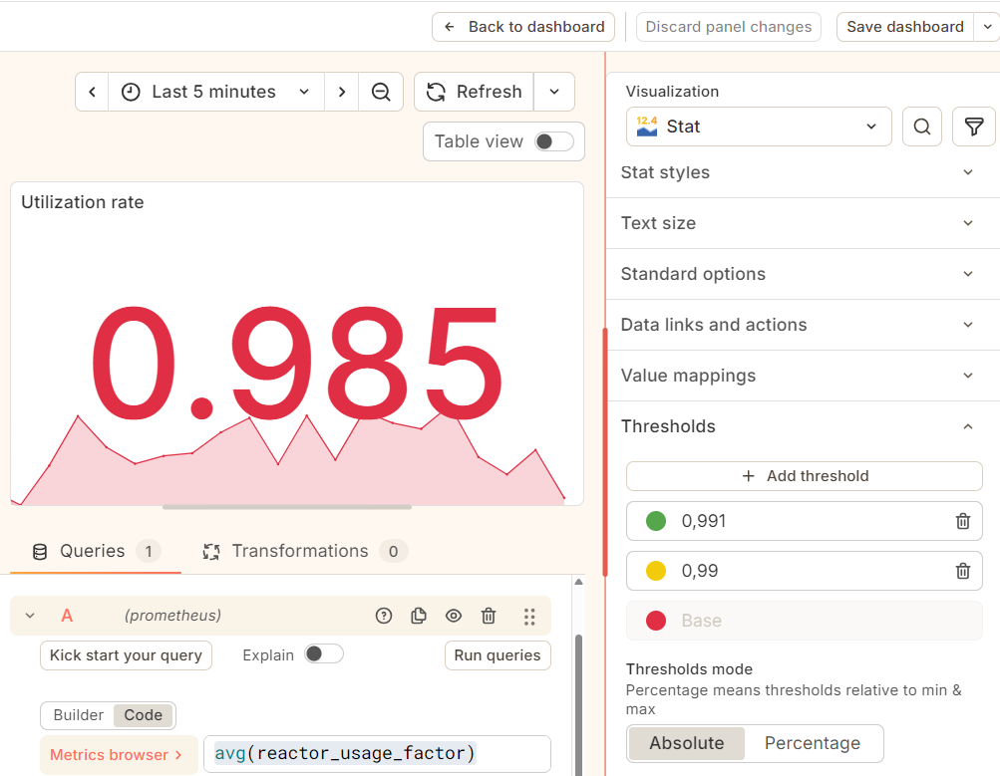 Back to dashboard
Discard panel changes
Save dashboard
Last 5 minutes
Refresh
Table view
Utilization rate
0.985
Queries 1
Transformations 0
A (prometheus)
Kick start your query
Explain
Run queries
Builder
Code
Metrics browser >
avg(reactor_usage_factor)
Visualization
12.4
Stat
Stat styles
Text size
Standard options
Data links and actions
Value mappings
Thresholds
+ Add threshold
0,991
0,99
Base
Thresholds mode
Percentage means thresholds relative to min &
max
Absolute
Percentage